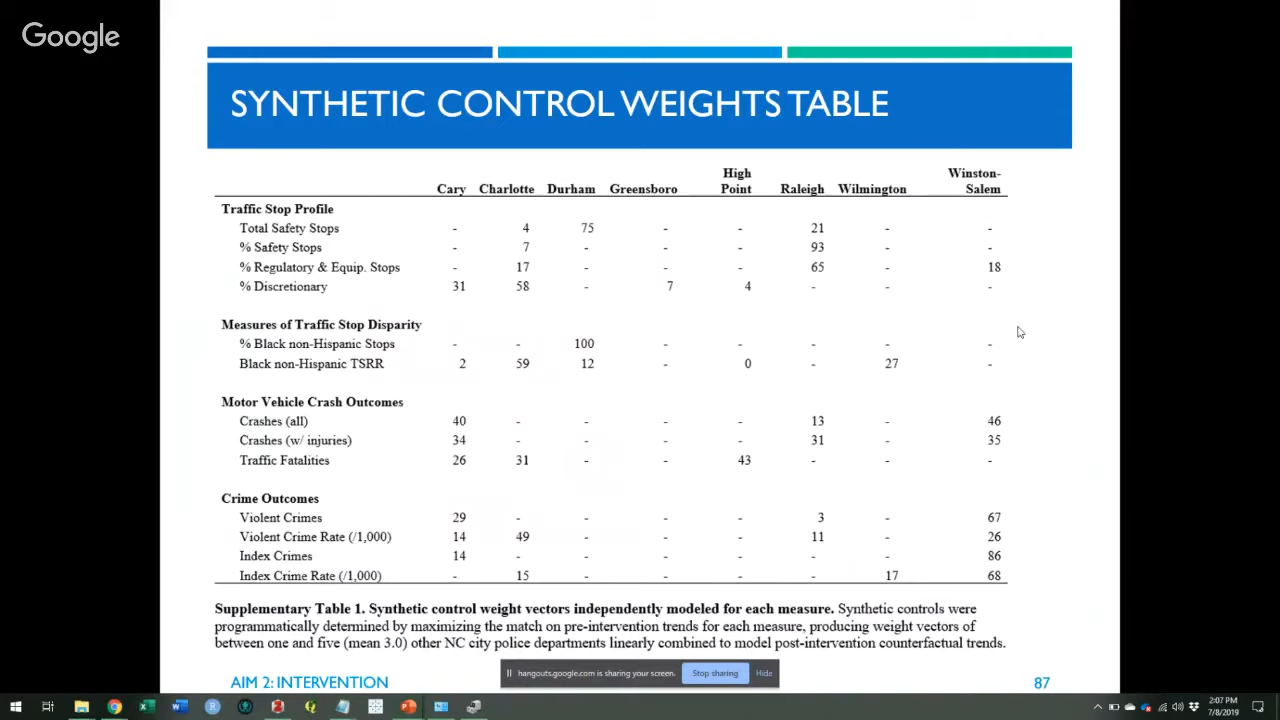 Google
SYNTHETIC CONTROL WEIGHTS TABLE
Cary Charlotte Durham Greensboro High Point Raleigh Wilmington Winston-Salem
Traffic Stop Profile
Total Safety Stops - 4 75 - - 21 - -
% Safety Stops - 7 - - - 93 - -
% Regulatory & Equip. Stops - 17 - - - 65 - 18
% Discretionary 31 58 - 7 4 - - -
Measures of Traffic Stop Disparity
% Black non-Hispanic Stops - - 100 - - - - -
Black non-Hispanic TSRR 2 59 12 - 0 - 27 -
Motor Vehicle Crash Outcomes
Crashes (all) 40 - - - - 13 - 46
Crashes (w/ injuries) 34 - - - - 31 - 35
Traffic Fatalities 26 31 - - 43 - - -
Crime Outcomes
Violent Crimes 29 - - - - 3 - 67
Violent Crime Rate (/1,000) 14 49 - - - 11 - 26
Index Crimes 14 - - - - - - 86
Index Crime Rate (/1,000) - 15 - - - - 17 68
Supplementary Table 1. Synthetic control weight vectors independently modeled for each measure. Synthetic controls were
programmatically determined by maximizing the match on pre-intervention trends for each measure, producing weight vectors of
between one and five (mean 3.0) other NC city police departments linearly combined to model post-intervention counterfactual trends.
hangouts.google.com is sharing your screen. Stop sharing Hide
AIM 2: INTERVENTION 87
2:07 PM
7/8/2019